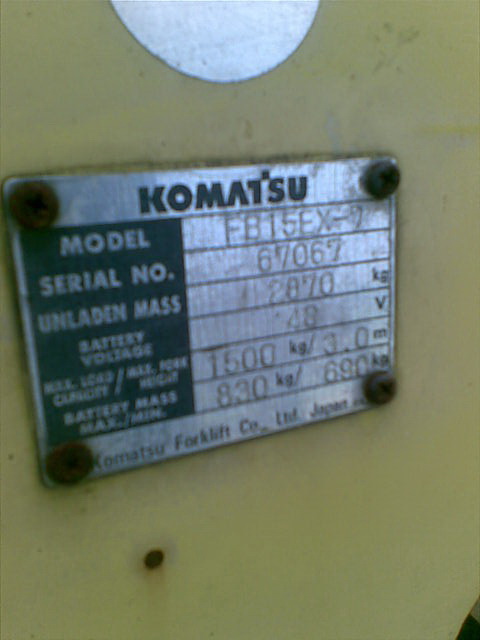 KOMATSU
MODEL FB15EX-7
SERIAL NO. 67067
UNLADEN MASS 2870 kg
BATTERY VOLTAGE 48 V
MAX. LOAD CAPACITY / MAX. FORK HEIGHT 1500 kg/ 3.0 m
BATTERY MASS MAX./MIN. 830 kg/ 690 kg
Komatsu Forklift Co., Ltd. Japan